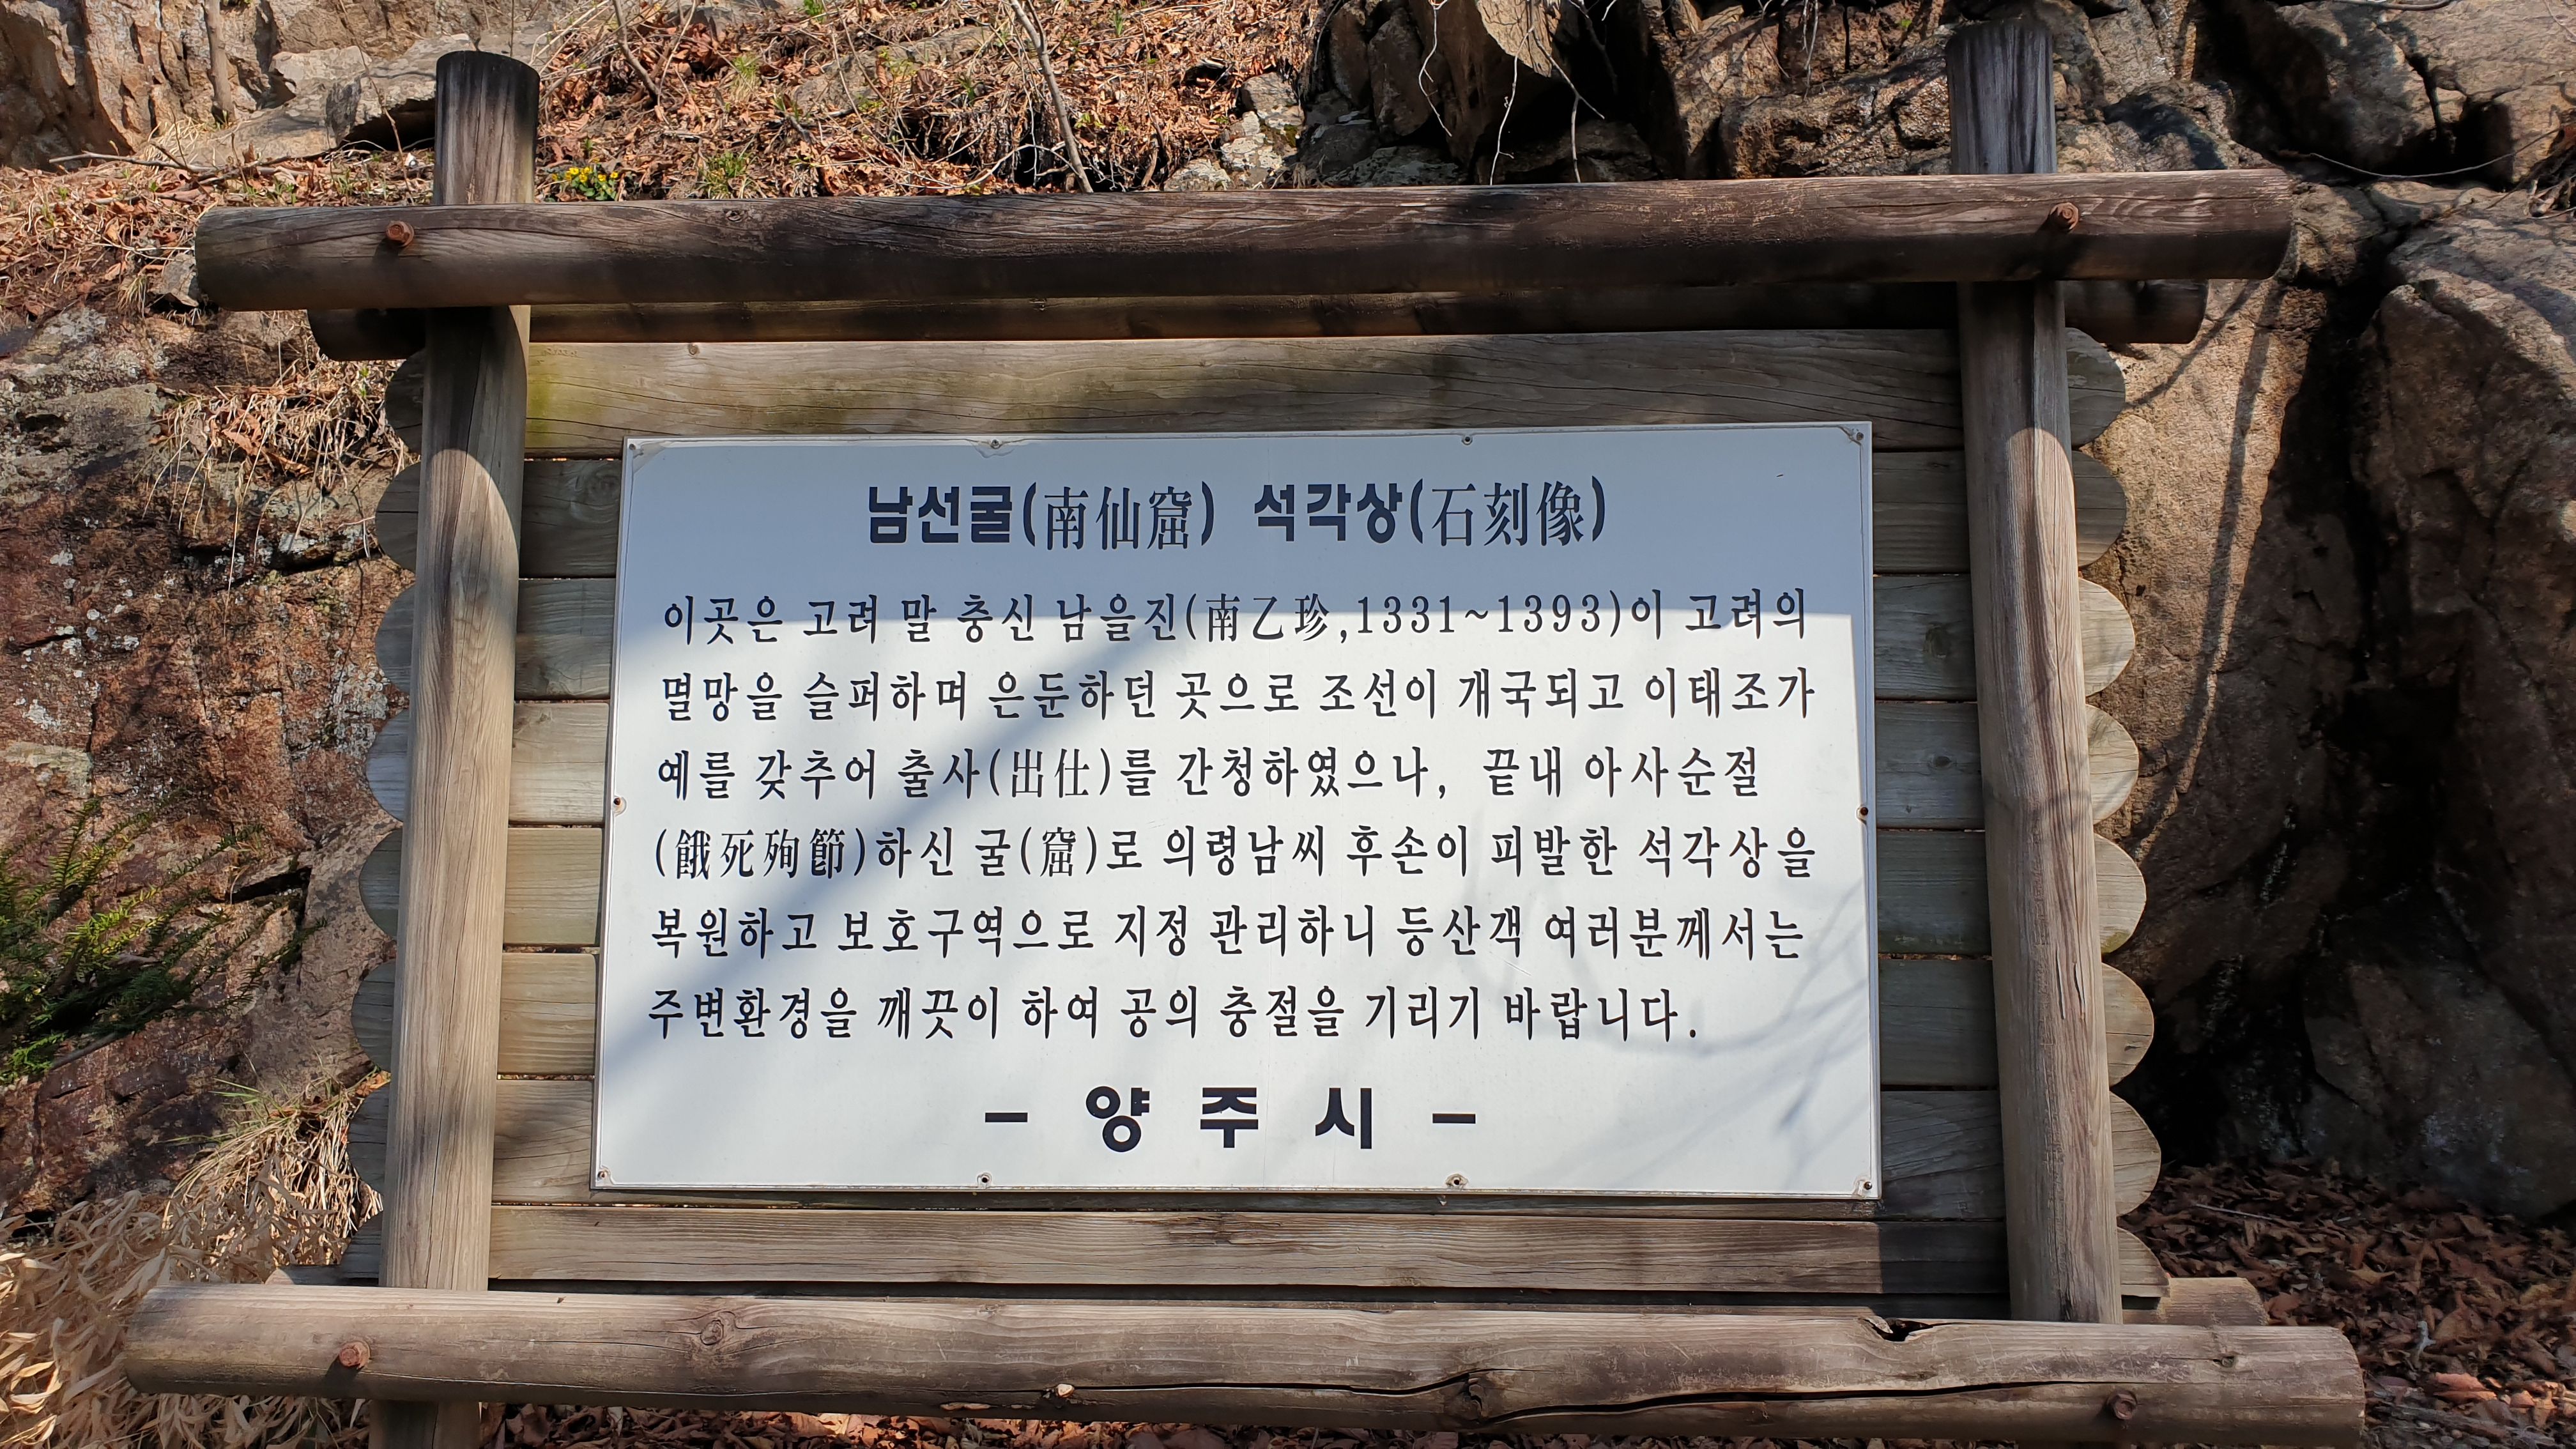 남선굴(南仙窟) 석각상(石刻像)
이곳은 고려 말 충신 남을진(南乙珍,1331~1393)이 고려의
멸망을 슬퍼하며 은둔하던 곳으로 조선이 개국되고 이태조가
예를 갖추어 출사(出仕)를 간청하였으나, 끝내 아사순절
(餓死殉節)하신 굴(窟)로 의령남씨 후손이 피발한 석각상을
복원하고 보호구역으로 지정 관리하니 등산객 여러분께서는
주변환경을 깨끗이 하여 공의 충절을 기리기 바랍니다.
- 양 주 시 -